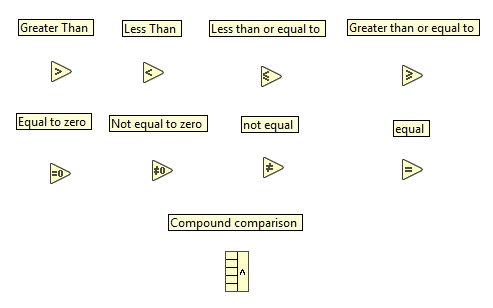 Greater Than Less Than Less than or equal to Greater than or equal to
> < ≤ ≥
Equal to zero Not equal to zero not equal equal
=0 ≠0 ≠ =
Compound comparison
^